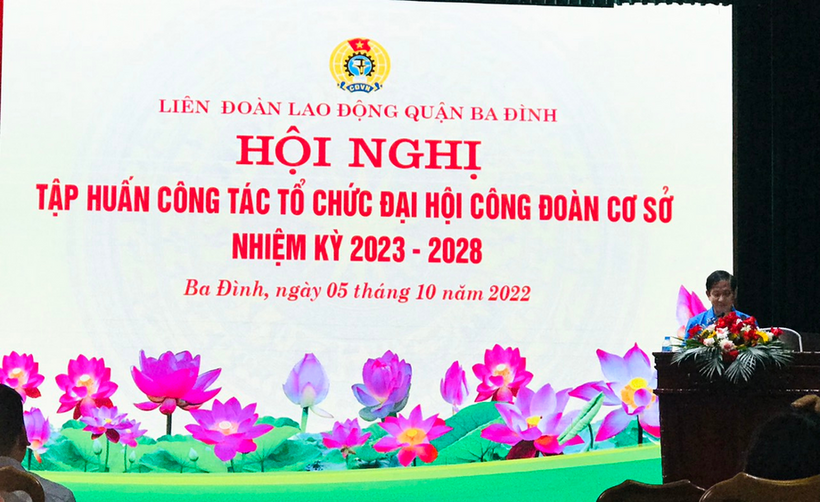 CĐVN
LIÊN ĐOÀN LAO ĐỘNG QUẬN BA ĐÌNH
HỘI NGHỊ
TẬP HUẤN CÔNG TÁC TỔ CHỨC ĐẠI HỘI CÔNG ĐOÀN CƠ SỞ
NHIỆM KỲ 2023 - 2028
Ba Đình, ngày 05 tháng 10 năm 2022